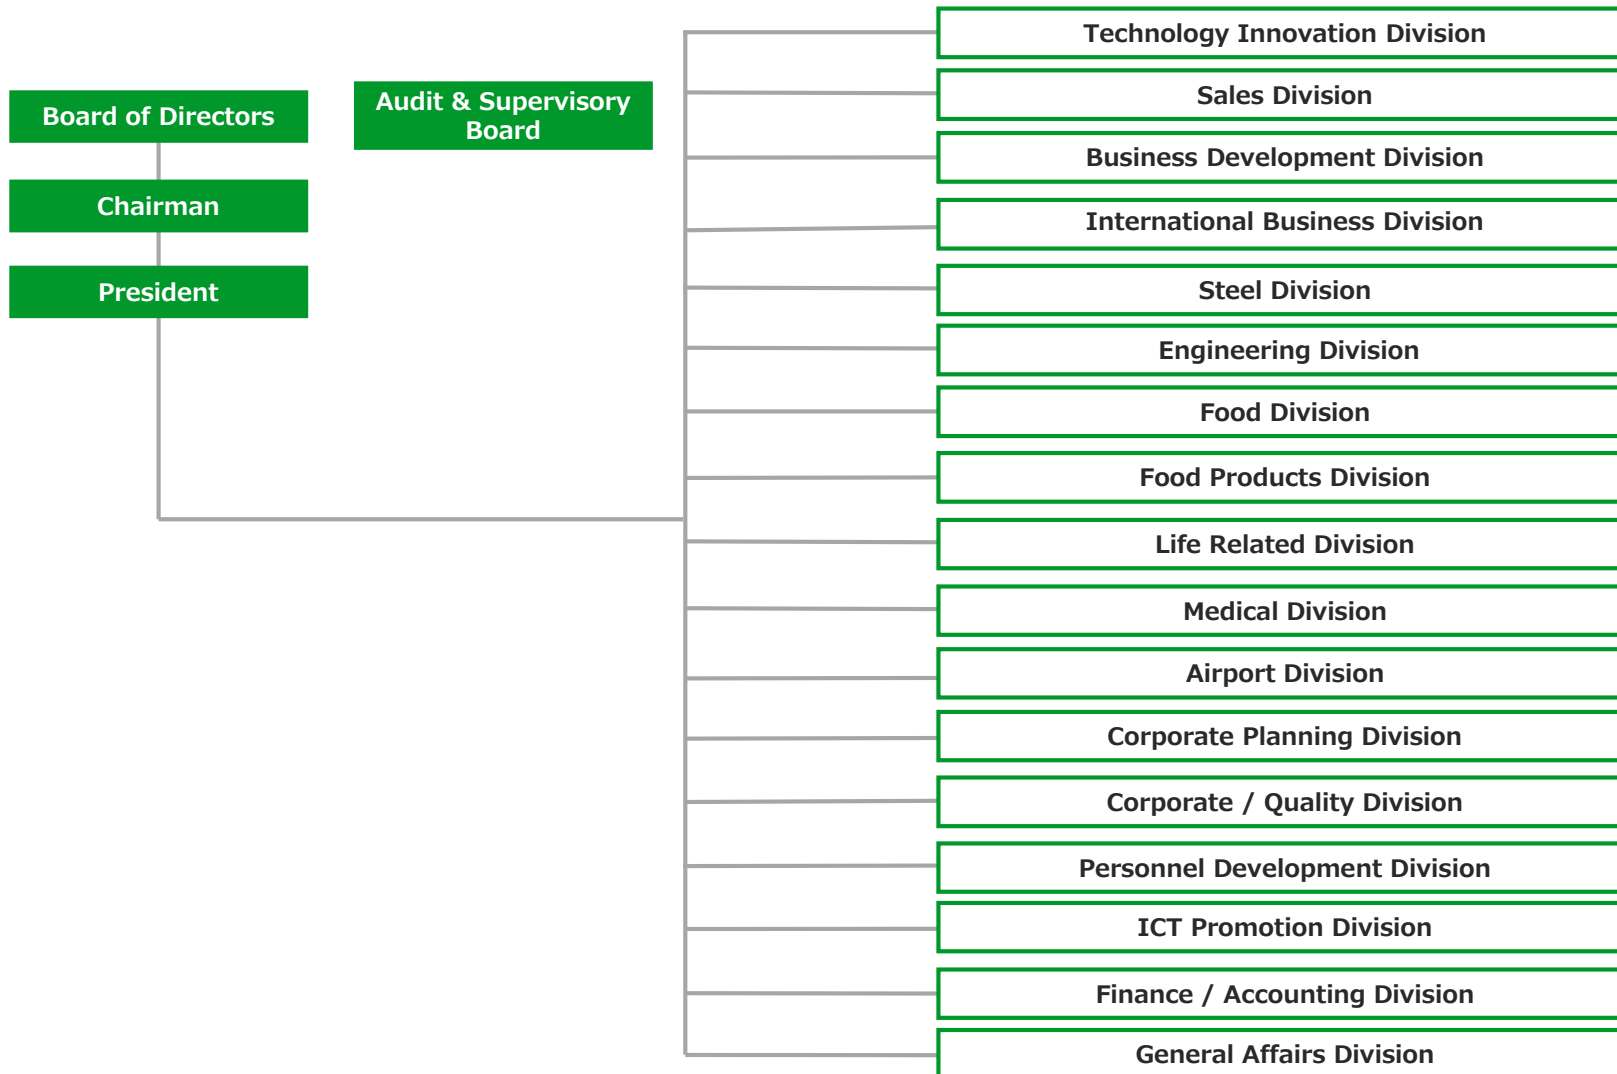 Board of Directors
Chairman
President
Audit & Supervisory
Board
Technology Innovation Division
Sales Division
Business Development Division
International Business Division
Steel Division
Engineering Division
Food Division
Food Products Division
Life Related Division
Medical Division
Airport Division
Corporate Planning Division
Corporate / Quality Division
Personnel Development Division
ICT Promotion Division
Finance / Accounting Division
General Affairs Division